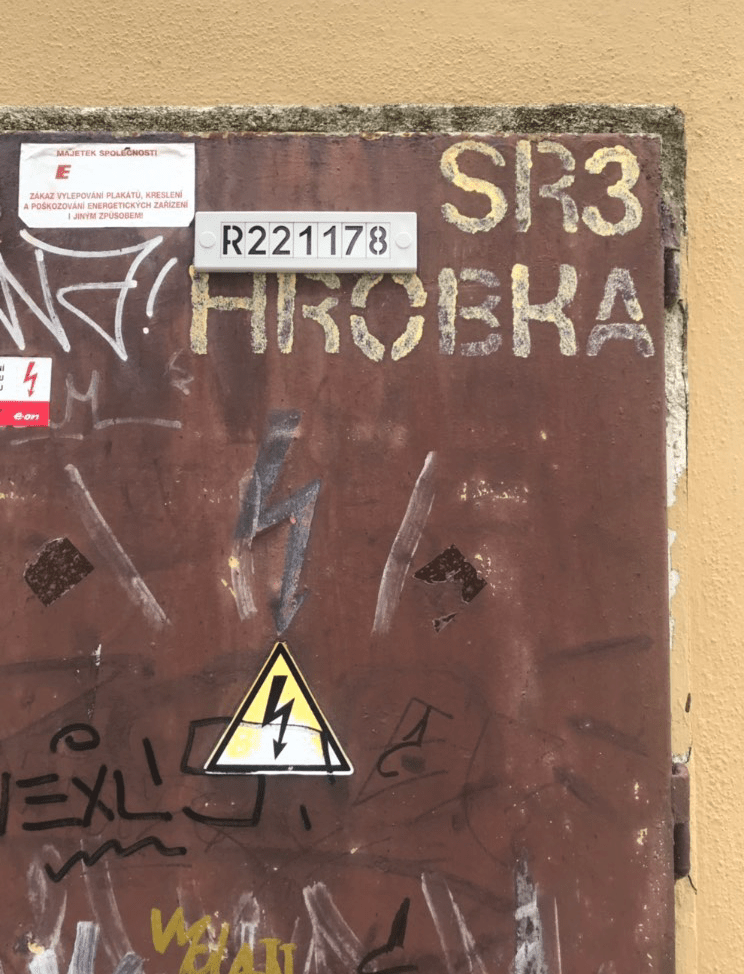 MAJETEK SPOLEČNOSTI
E
ZÁKAZ VYLEPOVÁNÍ PLAKÁTŮ, KRESLENÍ
A POŠKOZOVÁNÍ ENERGETICKÝCH ZAŘÍZENÍ
I JINÝM ZPŮSOBEM!
SR3
R221178
HROBKA
e·on